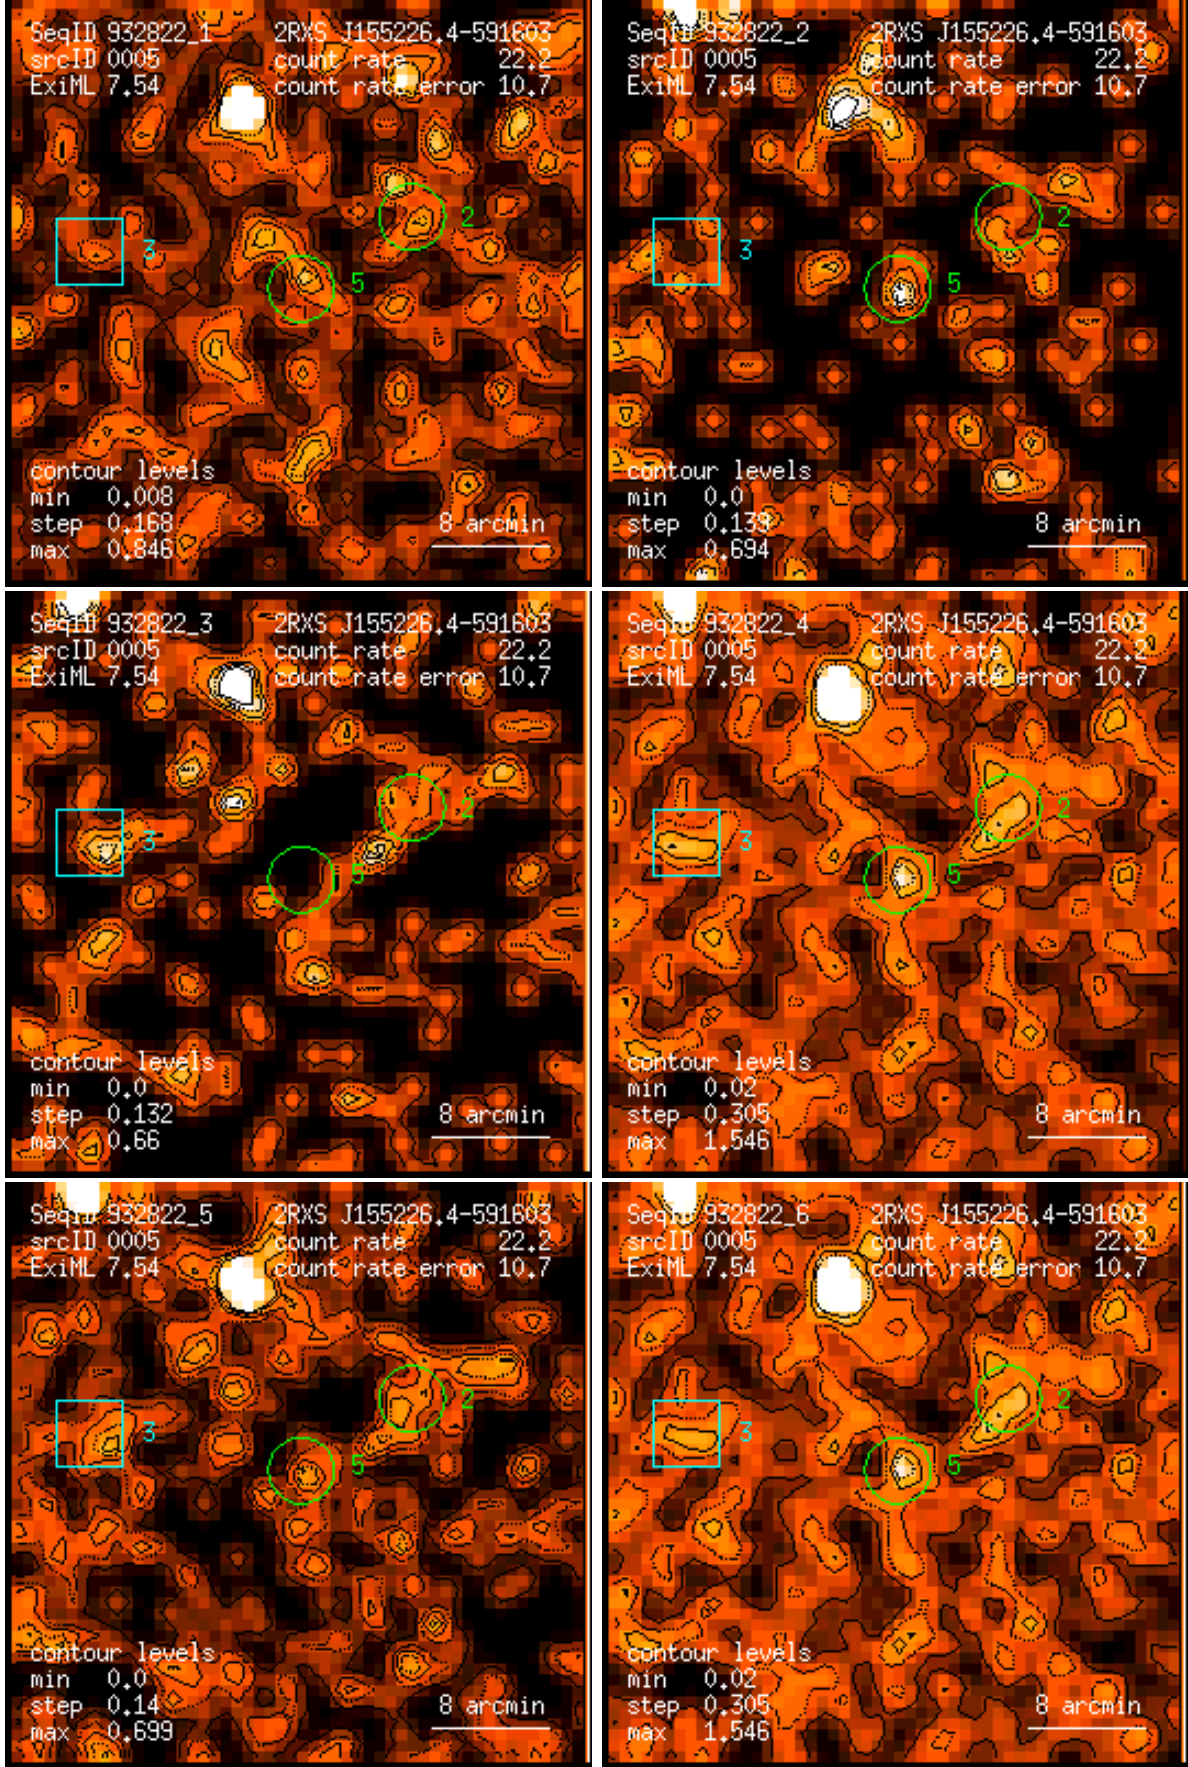 SeqID 932822_1 2RXS J155226.4-591603
srcID 0005 count rate 22.2
ExiML 7.54 count rate error 10.7
2
3
5
contour levels
min 0.008
step 0.168
max 0.846
8 arcmin
SeqID 932822_2 2RXS J155226.4-591603
srcID 0005 count rate 22.2
ExiML 7.54 count rate error 10.7
2
3
5
contour levels
min 0.0
step 0.139
max 0.694
8 arcmin
SeqID 932822_3 2RXS J155226.4-591603
srcID 0005 count rate 22.2
ExiML 7.54 count rate error 10.7
2
3
5
contour levels
min 0.0
step 0.132
max 0.66
8 arcmin
SeqID 932822_4 2RXS J155226.4-591603
srcID 0005 count rate 22.2
ExiML 7.54 count rate error 10.7
2
3
5
contour levels
min 0.02
step 0.305
max 1.546
8 arcmin
SeqID 932822_5 2RXS J155226.4-591603
srcID 0005 count rate 22.2
ExiML 7.54 count rate error 10.7
2
3
5
contour levels
min 0.0
step 0.14
max 0.699
8 arcmin
SeqID 932822_6 2RXS J155226.4-591603
srcID 0005 count rate 22.2
ExiML 7.54 count rate error 10.7
2
3
5
contour levels
min 0.02
step 0.305
max 1.546
8 arcmin